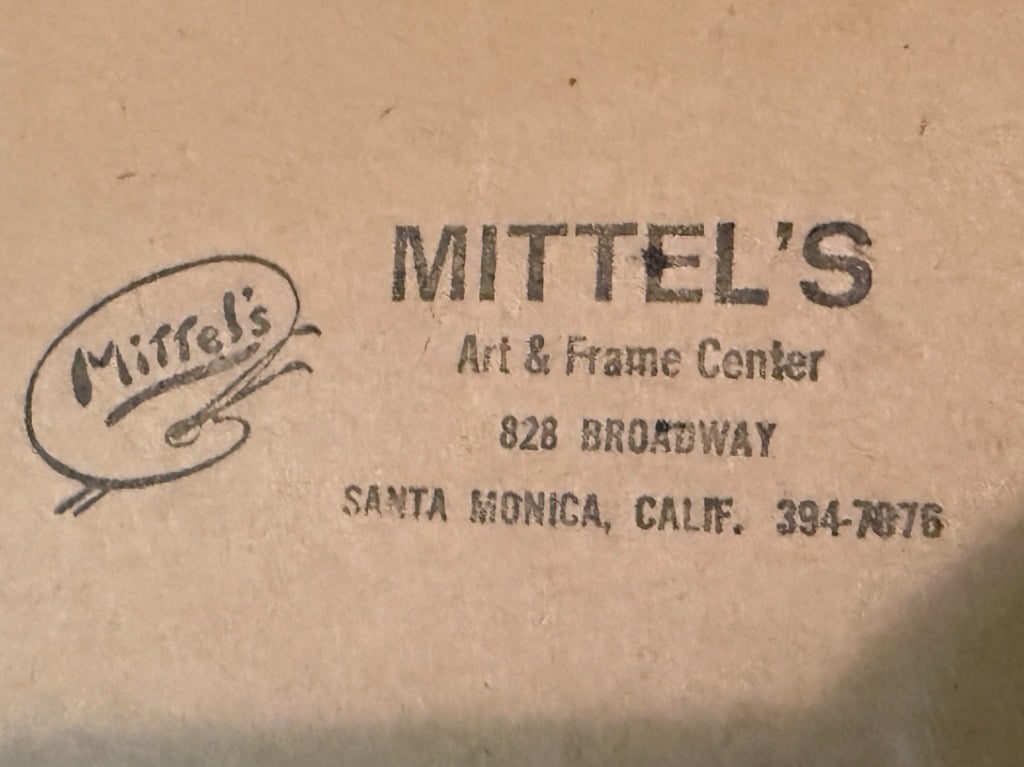 Mittel's
MITTEL'S
Art & Frame Center
828 BROADWAY
SANTA MONICA, CALIF. 394-7076